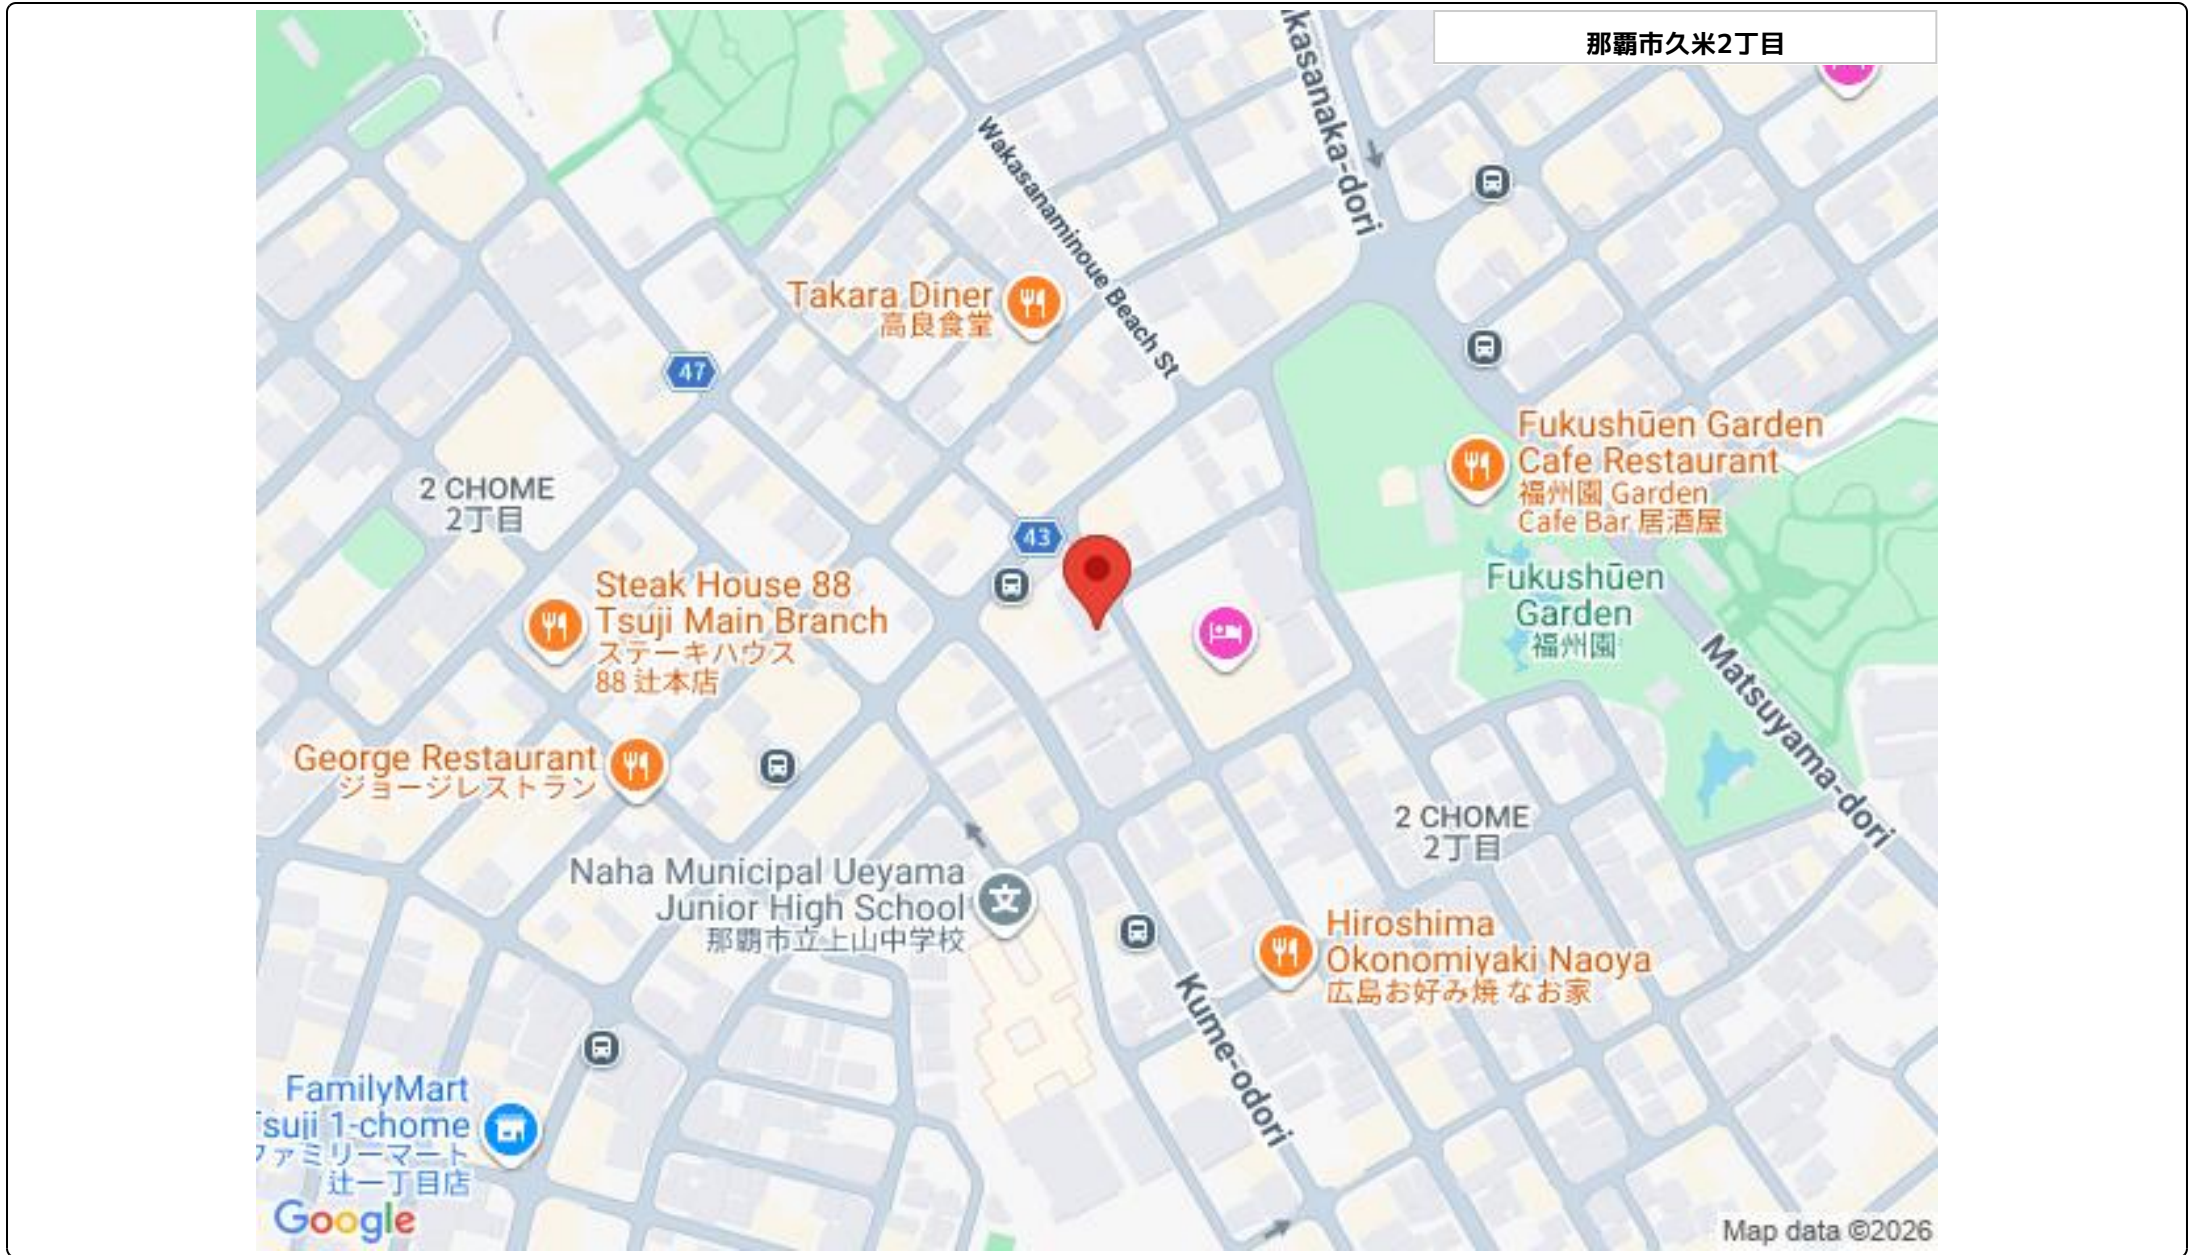 那覇市久米2丁目
kasanaka-dori
Wakasanaminoue Beach St
Takara Diner
高良食堂
47
Fukushūen Garden
Cafe Restaurant
福州園 Garden
Cafe Bar 居酒屋
2 CHOME
2丁目
43
Steak House 88
Tsuji Main Branch
ステーキハウス
88 辻本店
Fukushūen
Garden
福州園
Matsuyama-dori
George Restaurant
ジョージレストラン
2 CHOME
2丁目
Naha Municipal Ueyama
Junior High School
那覇市立上山中学校
文
Hiroshima
Okonomiyaki Naoya
広島お好み焼 なお家
Kume-odori
FamilyMart
suji 1-chome
ファミリーマート
辻一丁目店
Google
Map data ©2026